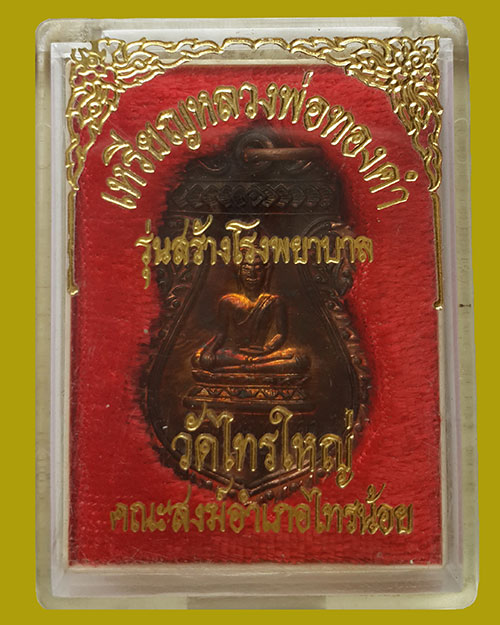 เหรียญหลวงพ่อทองคำ
รุ่นสร้างโรงพยาบาล
วัดไทรใหญ่
คณะสงฆ์อำเภอไทรน้อย